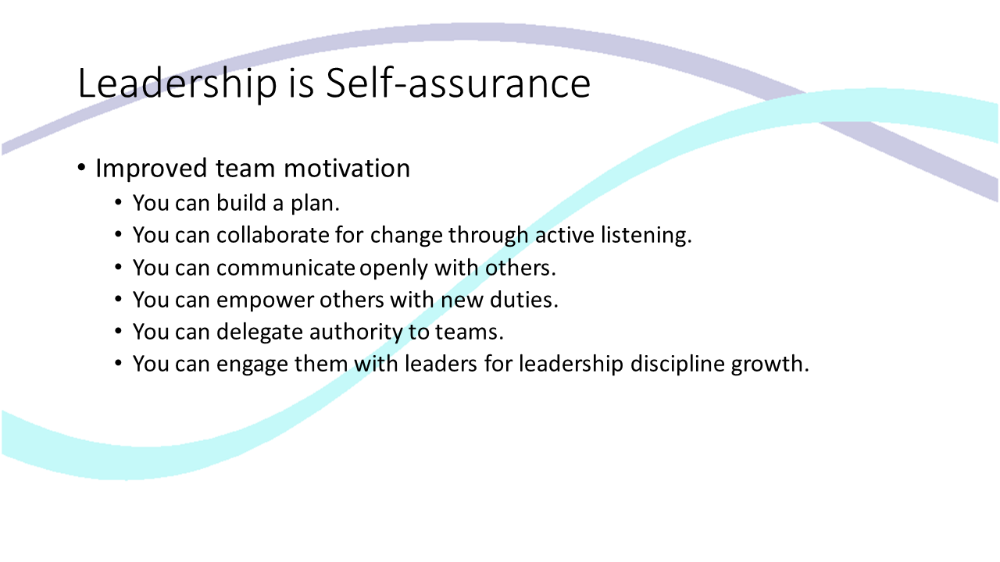 Leadership is Self-assurance
• Improved team motivation
• You can build a plan.
• You can collaborate for change through active listening.
• You can communicate openly with others.
• You can empower others with new duties.
• You can delegate authority to teams.
• You can engage them with leaders for leadership discipline growth.